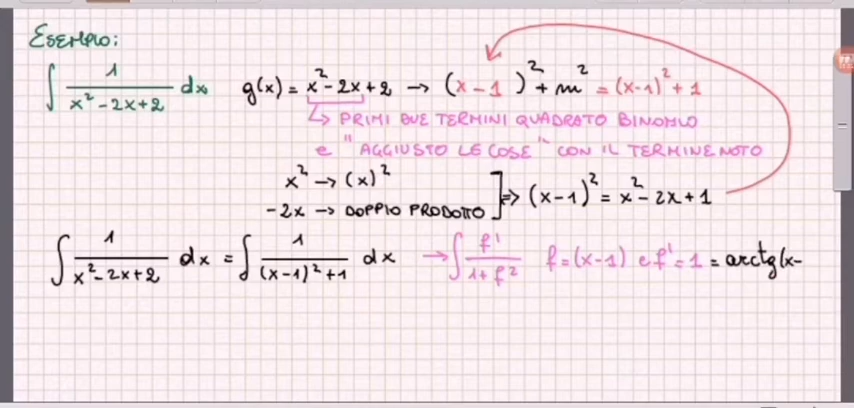 ESEMPIO:
∫ 1/(x²-2x+2) dx   g(x) = x²-2x+2 → (x-1)²+m² = (x-1)²+1
↳ PRIMI DUE TERMINI QUADRATO BINOMIO
e "AGGIUSTO LE COSE" CON IL TERMINE NOTO
x² → (x)²
-2x → DOPPIO PRODOTTO ] ⇒ (x-1)² = x²-2x+1
∫ 1/(x²-2x+2) dx = ∫ 1/((x-1)²+1) dx → ∫ f'/(1+f²) f=(x-1) e f'=1 = arctg(x-